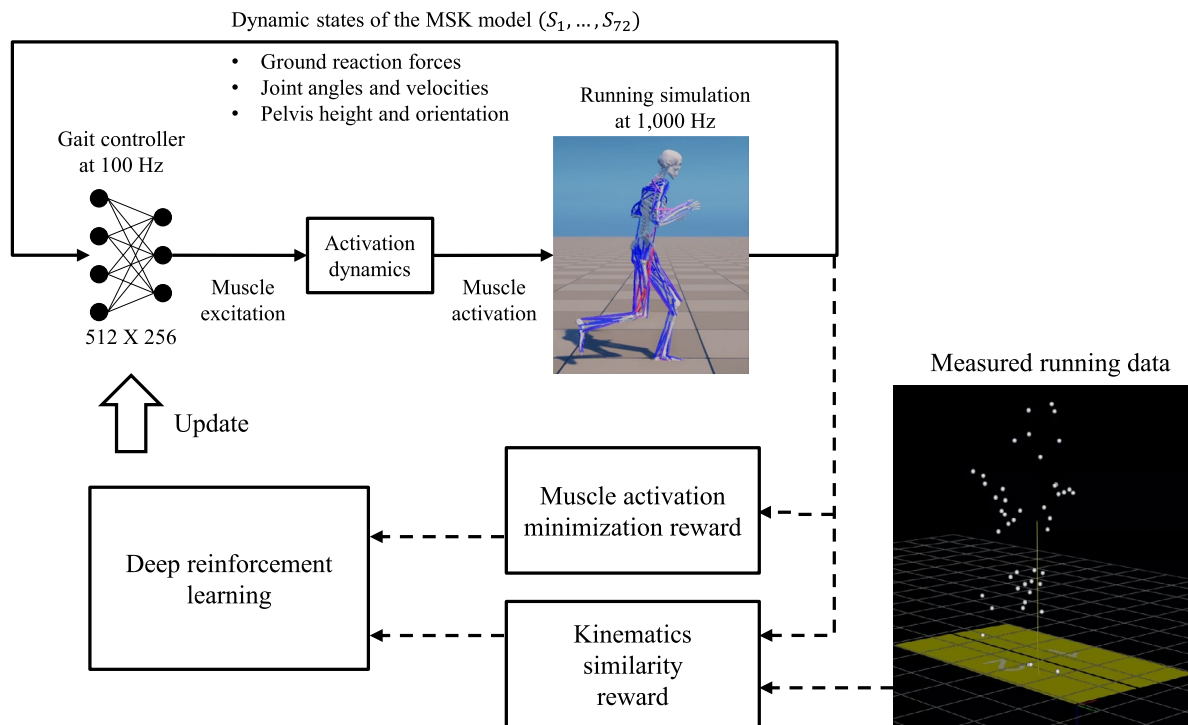 Dynamic states of the MSK model (S₁, … , S₇₂)
• Ground reaction forces
• Joint angles and velocities
• Pelvis height and orientation
Running simulation
at 1,000 Hz
Gait controller
at 100 Hz
Activation
dynamics
Muscle
excitation
Muscle
activation
512 X 256
Update
Measured running data
Muscle activation
minimization reward
Deep reinforcement
learning
Kinematics
similarity
reward